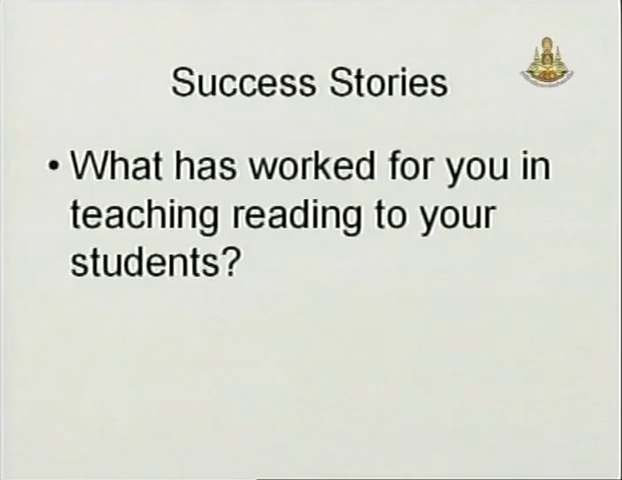 Success Stories
• What has worked for you in
teaching reading to your
students?